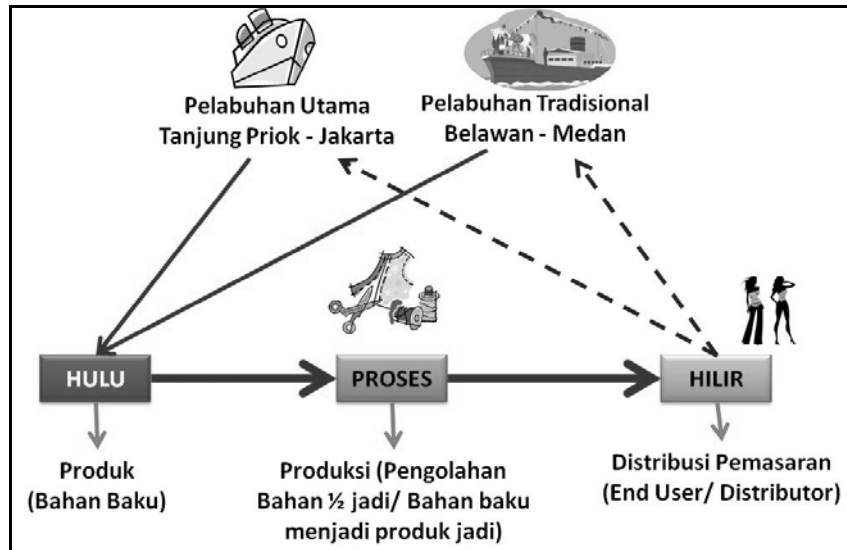 Pelabuhan Utama
Tanjung Priok - Jakarta
Pelabuhan Tradisional
Belawan - Medan
HULU
PROSES
HILIR
Produk
(Bahan Baku)
Produksi (Pengolahan
Bahan ½ jadi/ Bahan baku
menjadi produk jadi)
Distribusi Pemasaran
(End User/ Distributor)